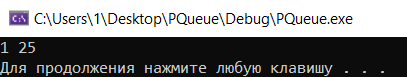 C:\Users\1\Desktop\PQueue\Debug\PQueue.exe
1 25
Для продолжения нажмите любую клавишу . . .